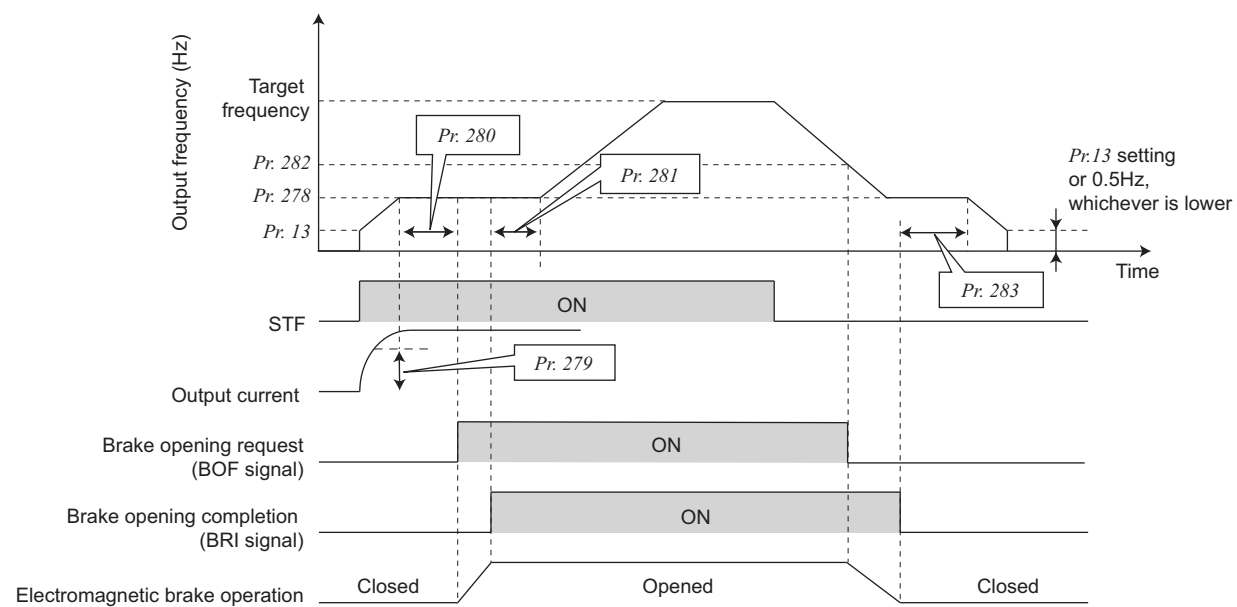 Output frequency (Hz)
Target
frequency
Pr. 280
Pr. 282
Pr. 281
Pr. 278
Pr. 13
Pr.13 setting
or 0.5Hz,
whichever is lower
Time
Pr. 283
STF
ON
Pr. 279
Output current
Brake opening request
(BOF signal)
ON
Brake opening completion
(BRI signal)
ON
Electromagnetic brake operation
Closed
Opened
Closed